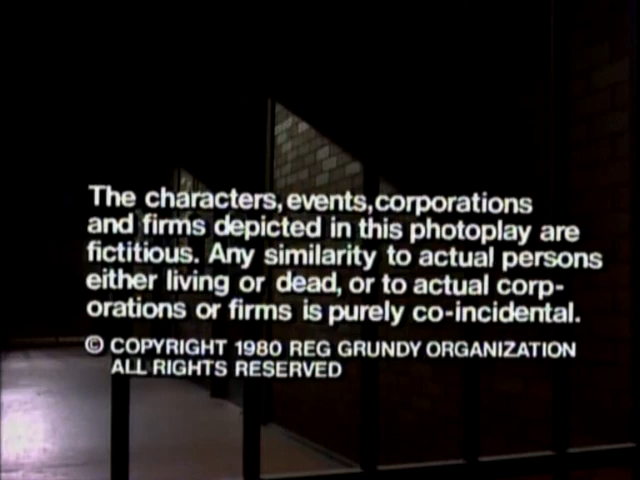 The characters, events, corporations
and firms depicted in this photoplay are
fictitious. Any similarity to actual persons
either living or dead, or to actual corp-
orations or firms is purely co-incidental.
© COPYRIGHT 1980 REG GRUNDY ORGANIZATION
ALL RIGHTS RESERVED